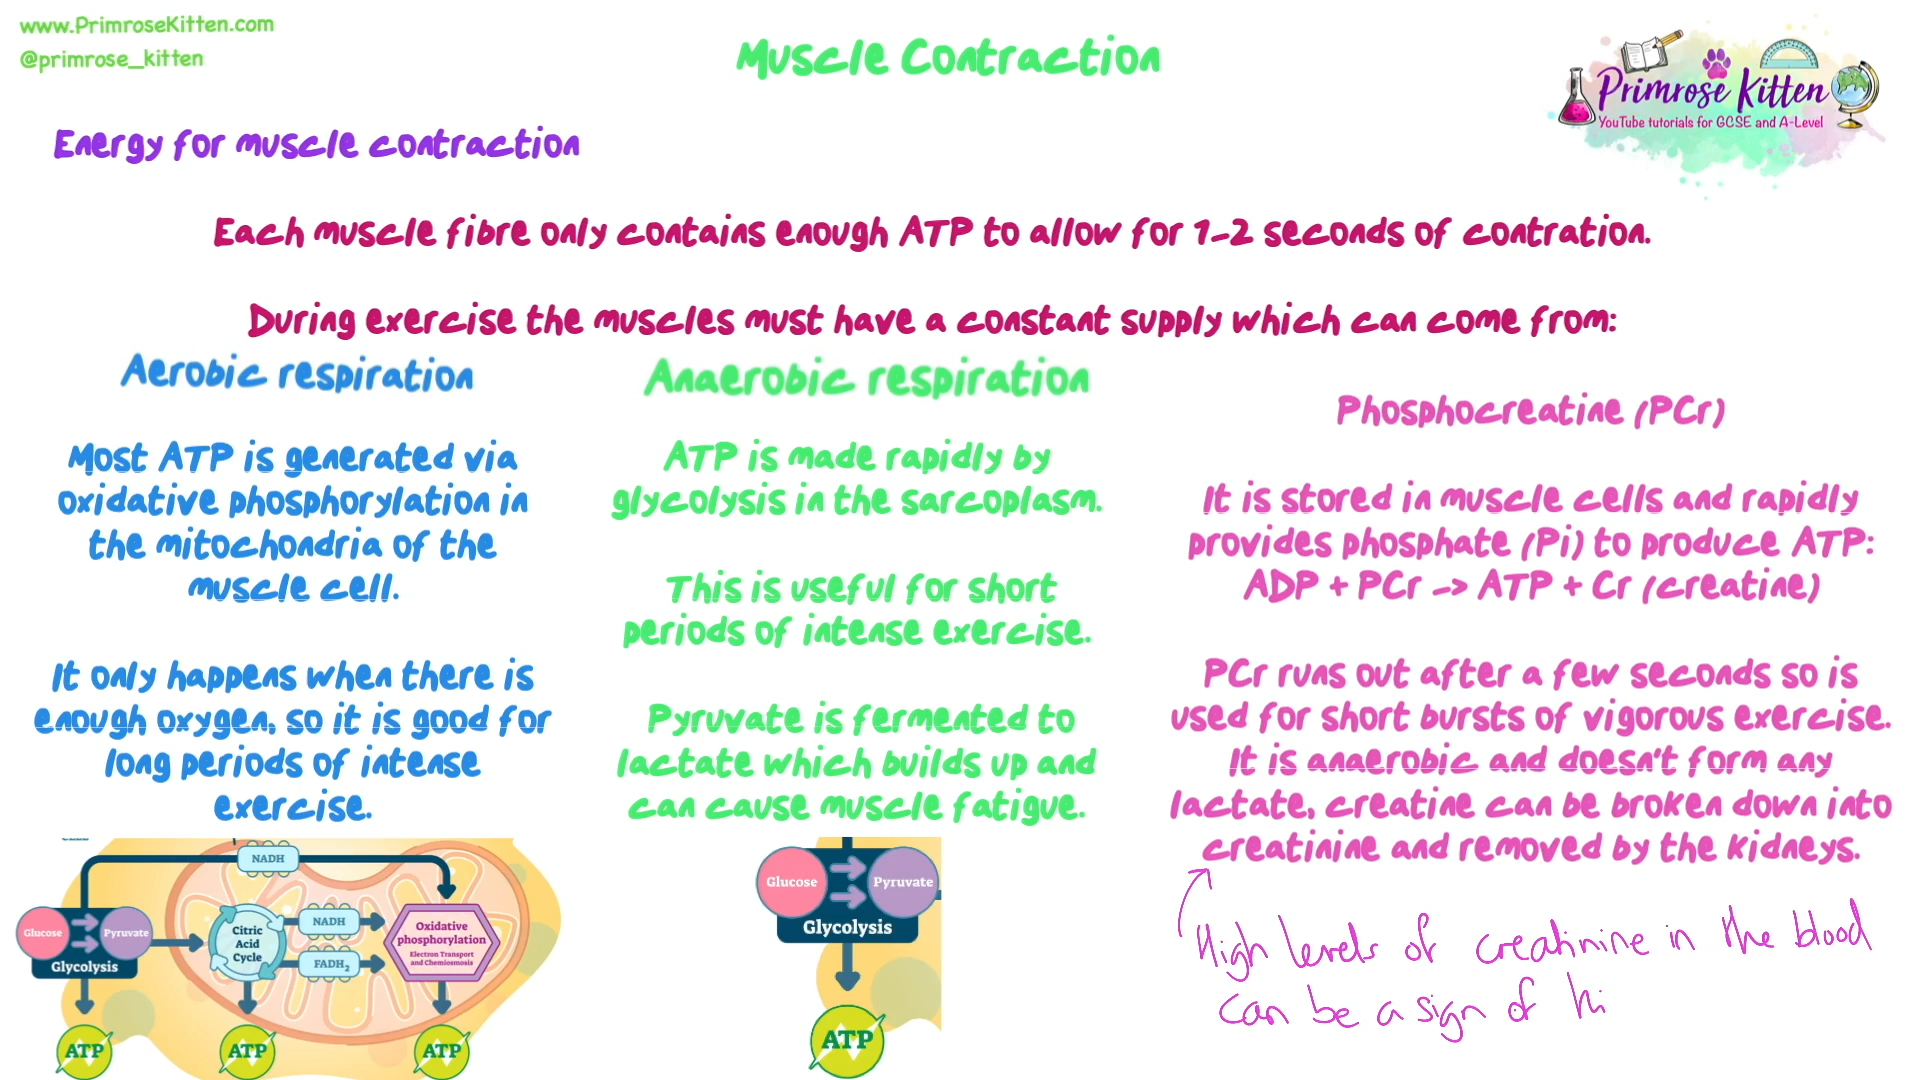 www.PrimroseKitten.com
@primrose_kitten
Muscle Contraction
Primrose Kitten
YouTube tutorials for GCSE and A-Level
Energy for muscle contraction
Each muscle fibre only contains enough ATP to allow for 1-2 seconds of contration.
During exercise the muscles must have a constant supply which can come from:
Aerobic respiration
Most ATP is generated via
oxidative phosphorylation in
the mitochondria of the
muscle cell.
It only happens when there is
enough oxygen, so it is good for
long periods of intense
exercise.
NADH
Glucose
Pyruvate
Glycolysis
Citric
Acid
Cycle
NADH
FADH2
Oxidative
phosphorylation
Electron Transport
and Chemiosmosis
ATP
ATP
ATP
Anaerobic respiration
ATP is made rapidly by
glycolysis in the sarcoplasm.
This is useful for short
periods of intense exercise.
Pyruvate is fermented to
lactate which builds up and
can cause muscle fatigue.
Glucose
Pyruvate
Glycolysis
ATP
Phosphocreatine (PCr)
It is stored in muscle cells and rapidly
provides phosphate (Pi) to produce ATP:
ADP + PCr -> ATP + Cr (creatine)
PCr runs out after a few seconds so is
used for short bursts of vigorous exercise.
It is anaerobic and doesn't form any
lactate, creatine can be broken down into
creatinine and removed by the kidneys.
High levels of creatinine in the blood
can be a sign of ki